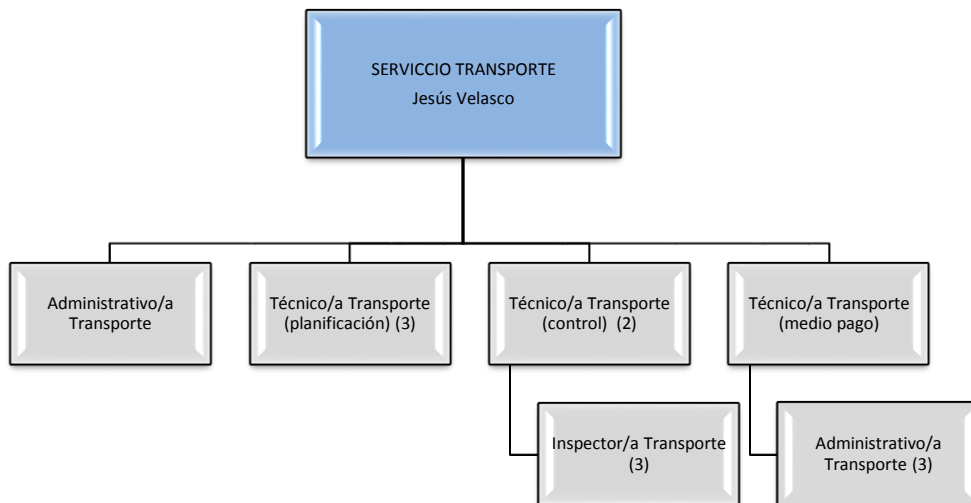 SERVICCIO TRANSPORTE
Jesús Velasco
Administrativo/a
Transporte
Técnico/a Transporte
(planificación) (3)
Técnico/a Transporte
(control) (2)
Técnico/a Transporte
(medio pago)
Inspector/a Transporte
(3)
Administrativo/a
Transporte (3)